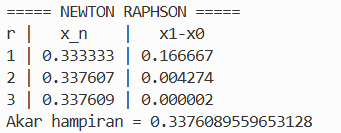 ===== NEWTON RAPHSON =====
r |   x_n    |   x1-x0
1 | 0.333333 | 0.166667
2 | 0.337607 | 0.004274
3 | 0.337609 | 0.000002
Akar hampiran = 0.3376089559653128